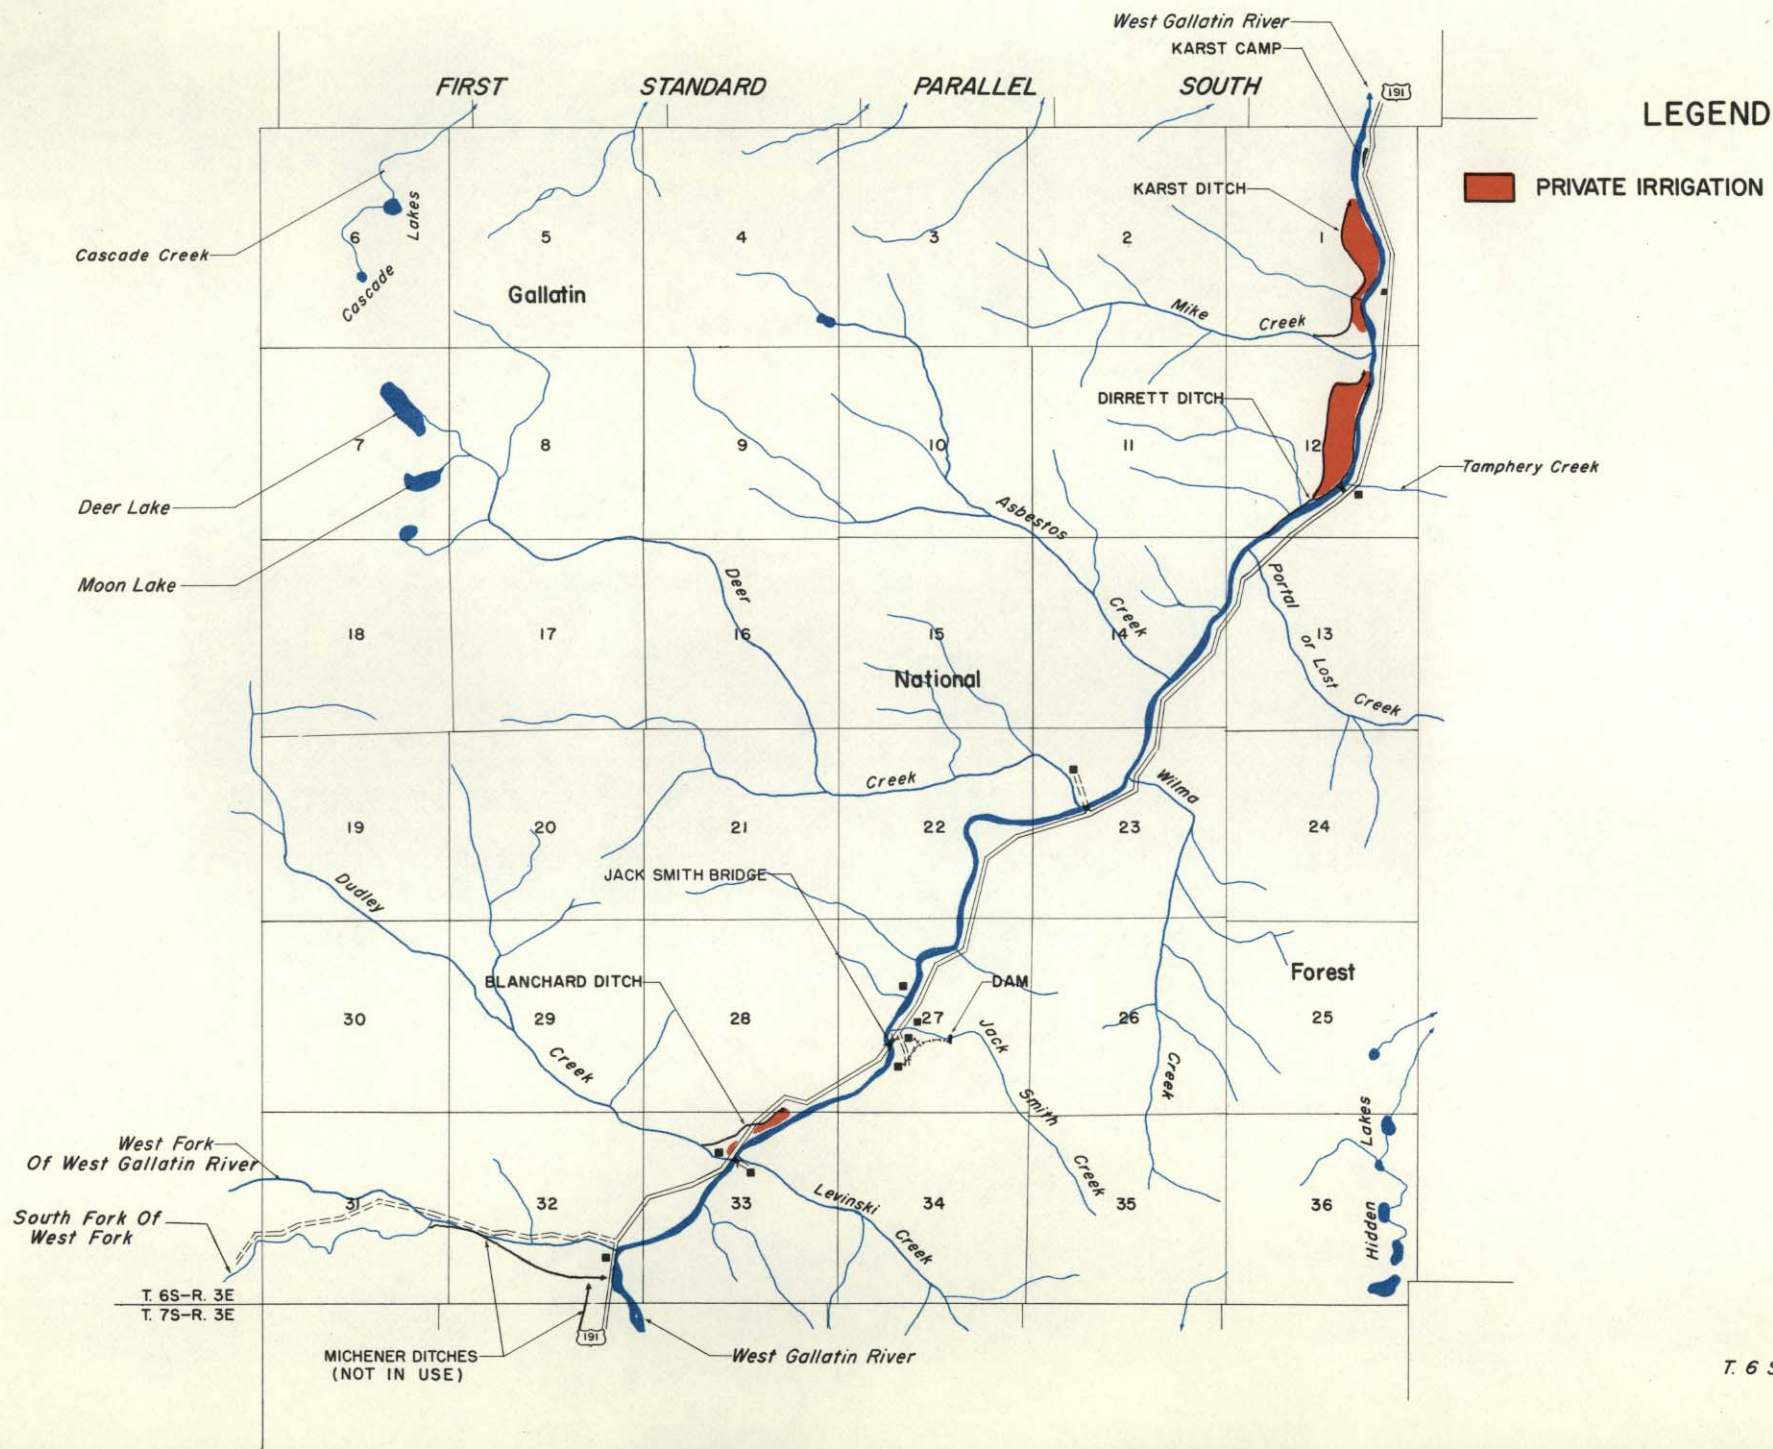 West Gallatin River
KARST CAMP
FIRST STANDARD PARALLEL SOUTH
191
LEGEND
PRIVATE IRRIGATION
KARST DITCH
Cascade Creek
Cascade Lakes
6
5
4
3
2
1
Gallatin
Mike Creek
DIRRETT DITCH
7
8
9
10
11
12
Tamphery Creek
Deer Lake
Asbestos Creek
Moon Lake
Deer Creek
Portal or Lost Creek
18
17
16
15
14
13
National
Wilma Creek
19
20
21
22
23
24
JACK SMITH BRIDGE
Dudley Creek
Forest
BLANCHARD DITCH
DAM
30
29
28
27
26
25
Jack Smith Creek
Hidden Lakes
West Fork
Of West Gallatin River
31
32
33
34
35
36
Levinski Creek
South Fork Of
West Fork
T. 6S-R. 3E
T. 7S-R. 3E
191
MICHENER DITCHES
(NOT IN USE)
West Gallatin River
T. 6 S